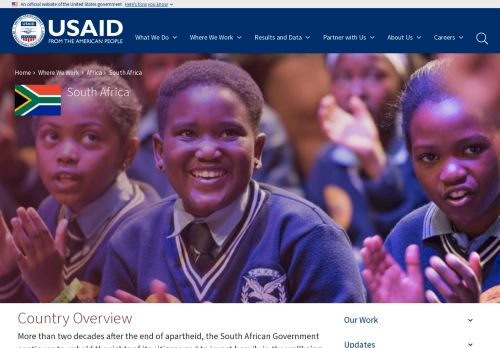 An official website of the United States government Here's how you know
USAID
FROM THE AMERICAN PEOPLE
What We Do
Where We Work
Results and Data
Partner with Us
About Us
Careers
Home › Where We Work › Africa › South Africa
South Africa
Country Overview
More than two decades after the end of apartheid, the South African Government
Our Work
Updates